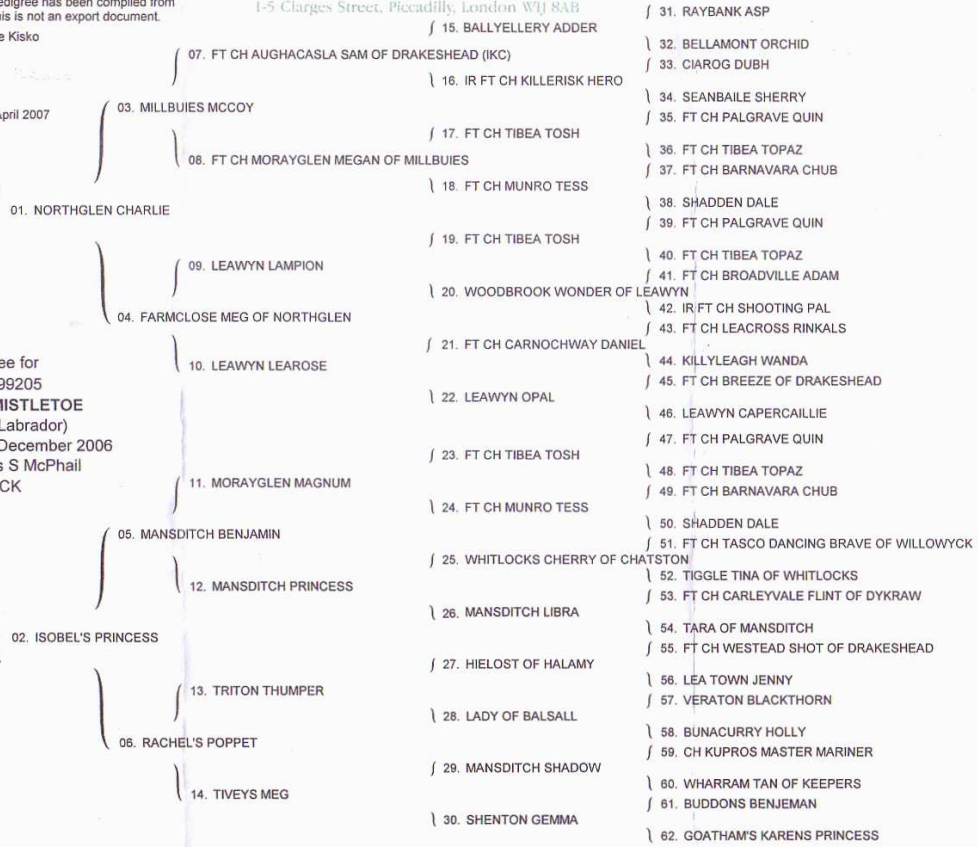 edigree has been compiled from
is is not an export document.
e Kisko
1-5 Clarges Street, Piccadilly, London W1J 8AB
April 2007
ee for
99205
MISTLETOE
Labrador)
December 2006
s S McPhail
CK
01. NORTHGLEN CHARLIE
02. ISOBEL'S PRINCESS
03. MILLBUIES MCCOY
04. FARMCLOSE MEG OF NORTHGLEN
05. MANSDITCH BENJAMIN
06. RACHEL'S POPPET
07. FT CH AUGHACASLA SAM OF DRAKESHEAD (IKC)
08. FT CH MORAYGLEN MEGAN OF MILLBUIES
09. LEAWYN LAMPION
10. LEAWYN LEAROSE
11. MORAYGLEN MAGNUM
12. MANSDITCH PRINCESS
13. TRITON THUMPER
14. TIVEYS MEG
15. BALLYELLERY ADDER
16. IR FT CH KILLERISK HERO
17. FT CH TIBEA TOSH
18. FT CH MUNRO TESS
19. FT CH TIBEA TOSH
20. WOODBROOK WONDER OF LEAWYN
21. FT CH CARNOCHWAY DANIEL
22. LEAWYN OPAL
23. FT CH TIBEA TOSH
24. FT CH MUNRO TESS
25. WHITLOCKS CHERRY OF CHATSTON
26. MANSDITCH LIBRA
27. HIELOST OF HALAMY
28. LADY OF BALSALL
29. MANSDITCH SHADOW
30. SHENTON GEMMA
31. RAYBANK ASP
32. BELLAMONT ORCHID
33. CIAROG DUBH
34. SEANBAILE SHERRY
35. FT CH PALGRAVE QUIN
36. FT CH TIBEA TOPAZ
37. FT CH BARNAVARA CHUB
38. SHADDEN DALE
39. FT CH PALGRAVE QUIN
40. FT CH TIBEA TOPAZ
41. FT CH BROADVILLE ADAM
42. IR FT CH SHOOTING PAL
43. FT CH LEACROSS RINKALS
44. KILLYLEAGH WANDA
45. FT CH BREEZE OF DRAKESHEAD
46. LEAWYN CAPERCAILLIE
47. FT CH PALGRAVE QUIN
48. FT CH TIBEA TOPAZ
49. FT CH BARNAVARA CHUB
50. SHADDEN DALE
51. FT CH TASCO DANCING BRAVE OF WILLOWYCK
52. TIGGLE TINA OF WHITLOCKS
53. FT CH CARLEYVALE FLINT OF DYKRAW
54. TARA OF MANSDITCH
55. FT CH WESTEAD SHOT OF DRAKESHEAD
56. LEA TOWN JENNY
57. VERATON BLACKTHORN
58. BUNACURRY HOLLY
59. CH KUPROS MASTER MARINER
60. WHARRAM TAN OF KEEPERS
61. BUDDONS BENJEMAN
62. GOATHAM'S KARENS PRINCESS